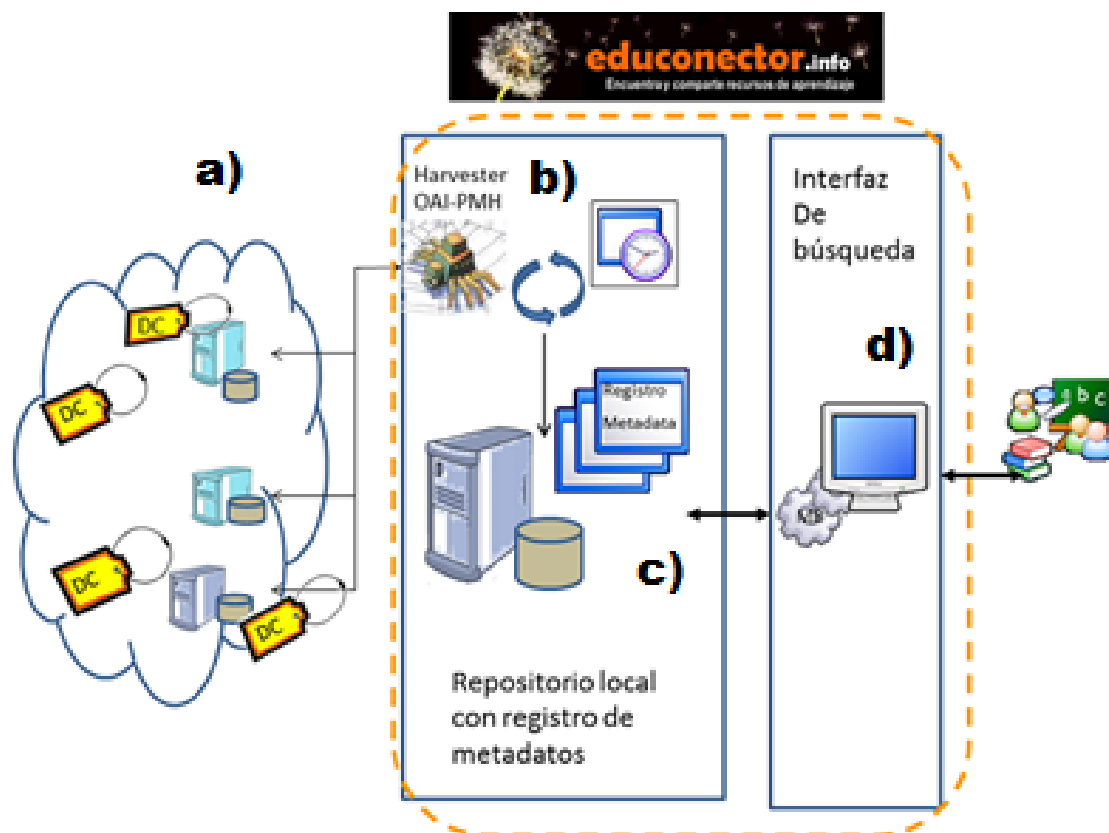 educonector.info
Encuentra y comparte recursos de aprendizaje
a)
Harvester
OAI-PMH
b)
Interfaz
De
búsqueda
DC
DC
DC
DC
Registro
Metadata
c)
d)
a b c
Repositorio local
con registro de
metadatos